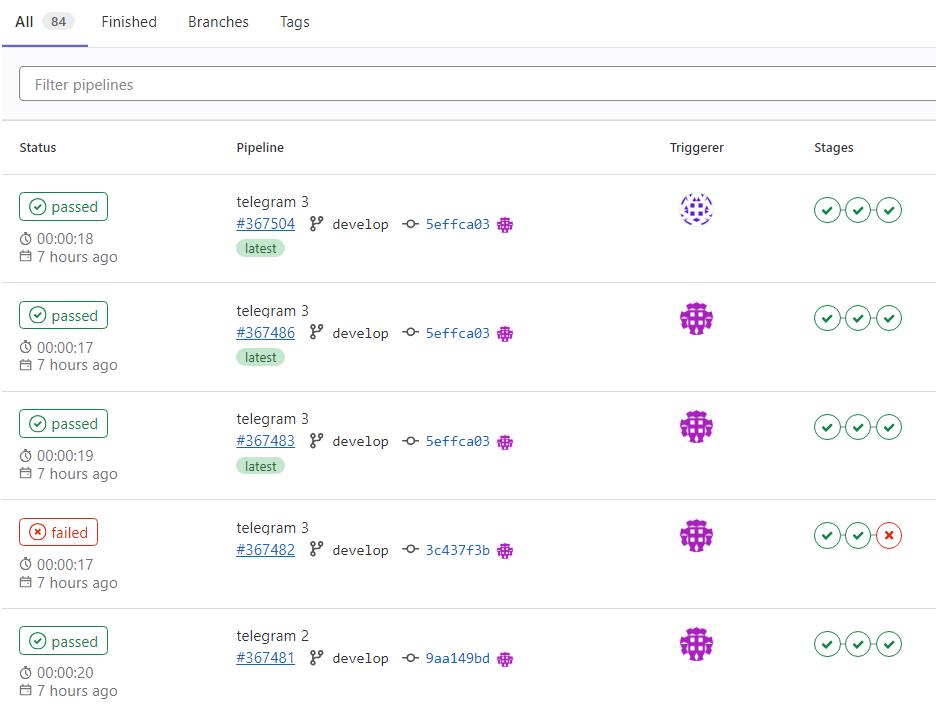 All 84 Finished Branches Tags
Filter pipelines
Status Pipeline Triggerer Stages
passed
00:00:18
7 hours ago
telegram 3
#367504 develop 5effca03
latest
passed
00:00:17
7 hours ago
telegram 3
#367486 develop 5effca03
latest
passed
00:00:19
7 hours ago
telegram 3
#367483 develop 5effca03
latest
failed
00:00:17
7 hours ago
telegram 3
#367482 develop 3c437f3b
passed
00:00:20
7 hours ago
telegram 2
#367481 develop 9aa149bd